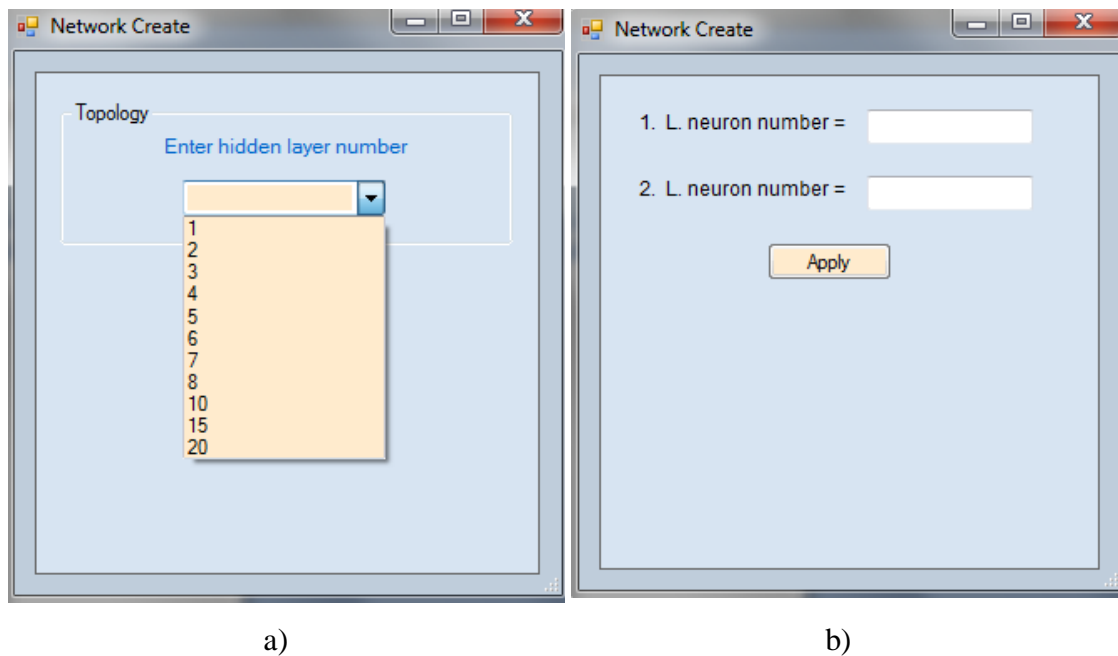 Network Create
Topology
Enter hidden layer number
1
2
3
4
5
6
7
8
10
15
20
a)
Network Create
1. L. neuron number =
2. L. neuron number =
Apply
b)